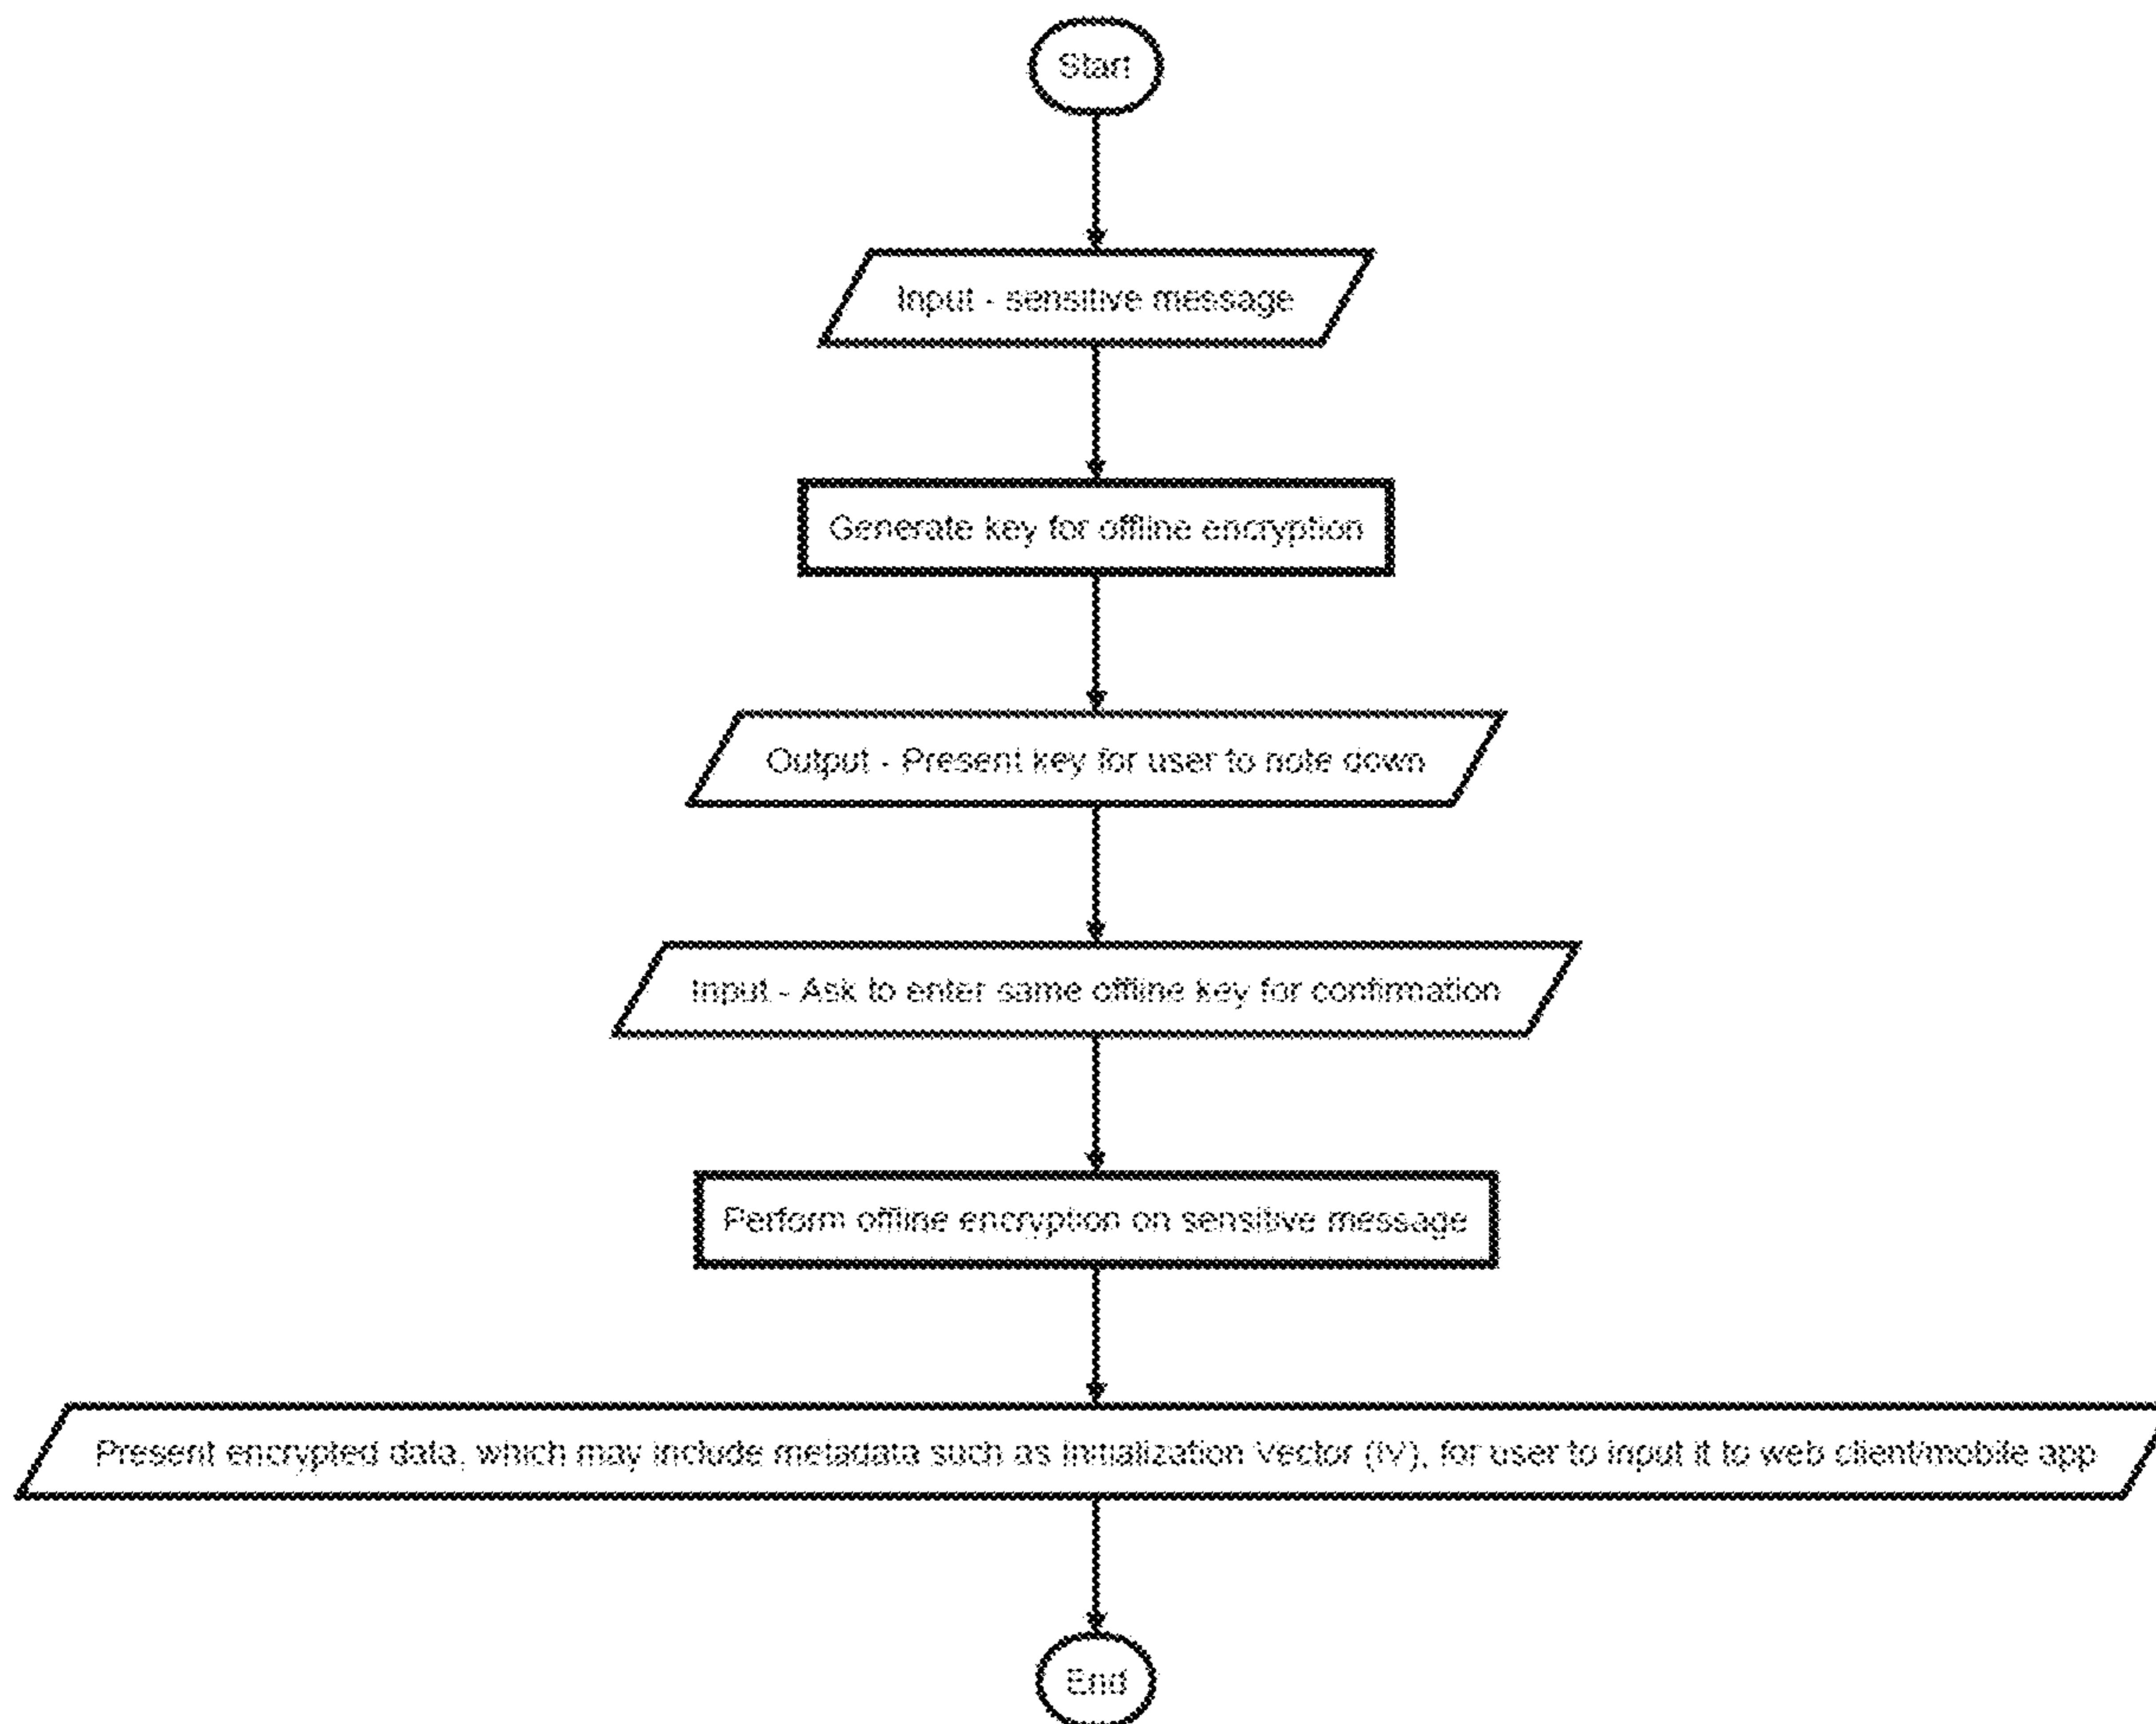 Start
Input - sensitive message
Generate key for offline encryption
Output - Present key for user to note down
Input - Ask to enter same offline key for confirmation
Perform offline encryption on sensitive message
Present encrypted data, which may include metadata such as Initialization Vector (IV), for user to input it to web client/mobile app
End